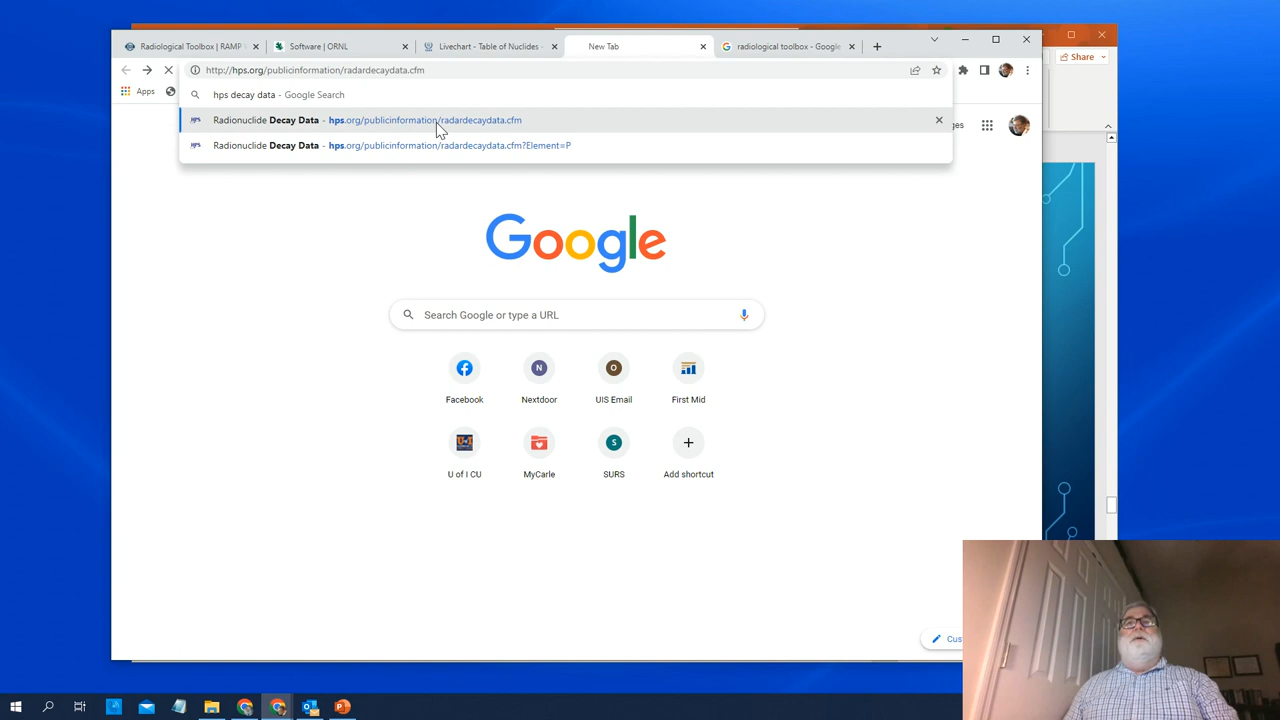 Radiological Toolbox | RAMP W
Software | ORNL
Livechart - Table of Nuclides -
New Tab
radiological toolbox - Google
http://hps.org/publicinformation/radardecaydata.cfm
Share
Apps
hps decay data - Google Search
Radionuclide Decay Data - hps.org/publicinformation/radardecaydata.cfm
Radionuclide Decay Data - hps.org/publicinformation/radardecaydata.cfm?Element=P
Google
Search Google or type a URL
Facebook
Nextdoor
UIS Email
First Mid
U of I CU
MyCarle
SURS
Add shortcut